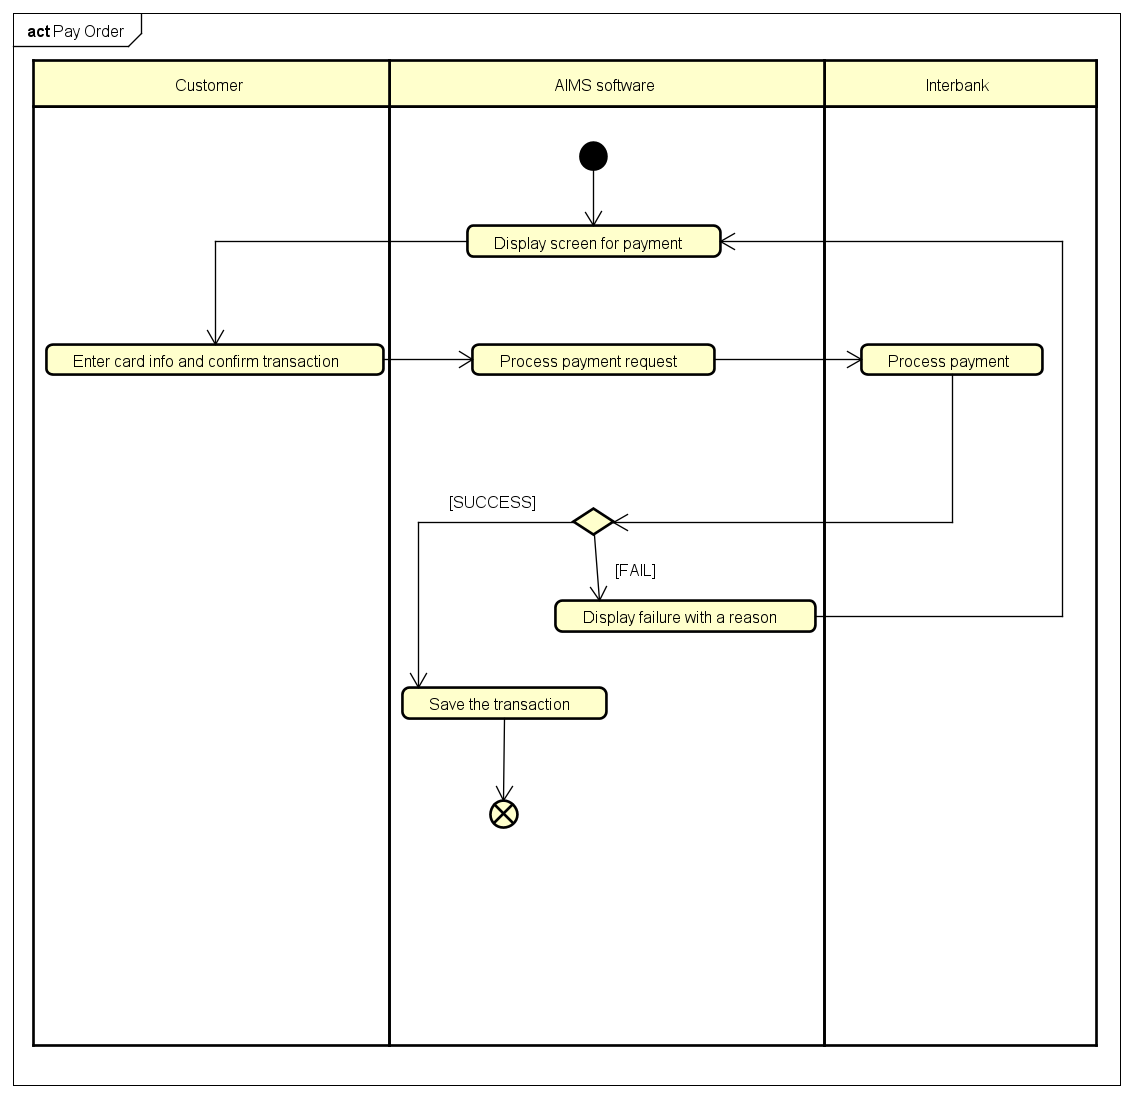 act Pay Order
Customer
AIMS software
Interbank
Display screen for payment
Enter card info and confirm transaction
Process payment request
Process payment
[SUCCESS]
[FAIL]
Display failure with a reason
Save the transaction